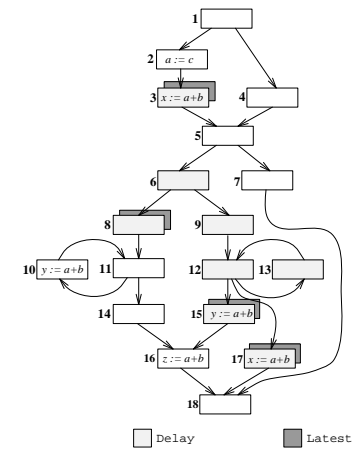 1
2 a := c
3 x := a+b
4
5
6
7
8
9
10 y := a+b
11
12
13
14
15 y := a+b
16 z := a+b
17 x := a+b
18
Delay
Latest